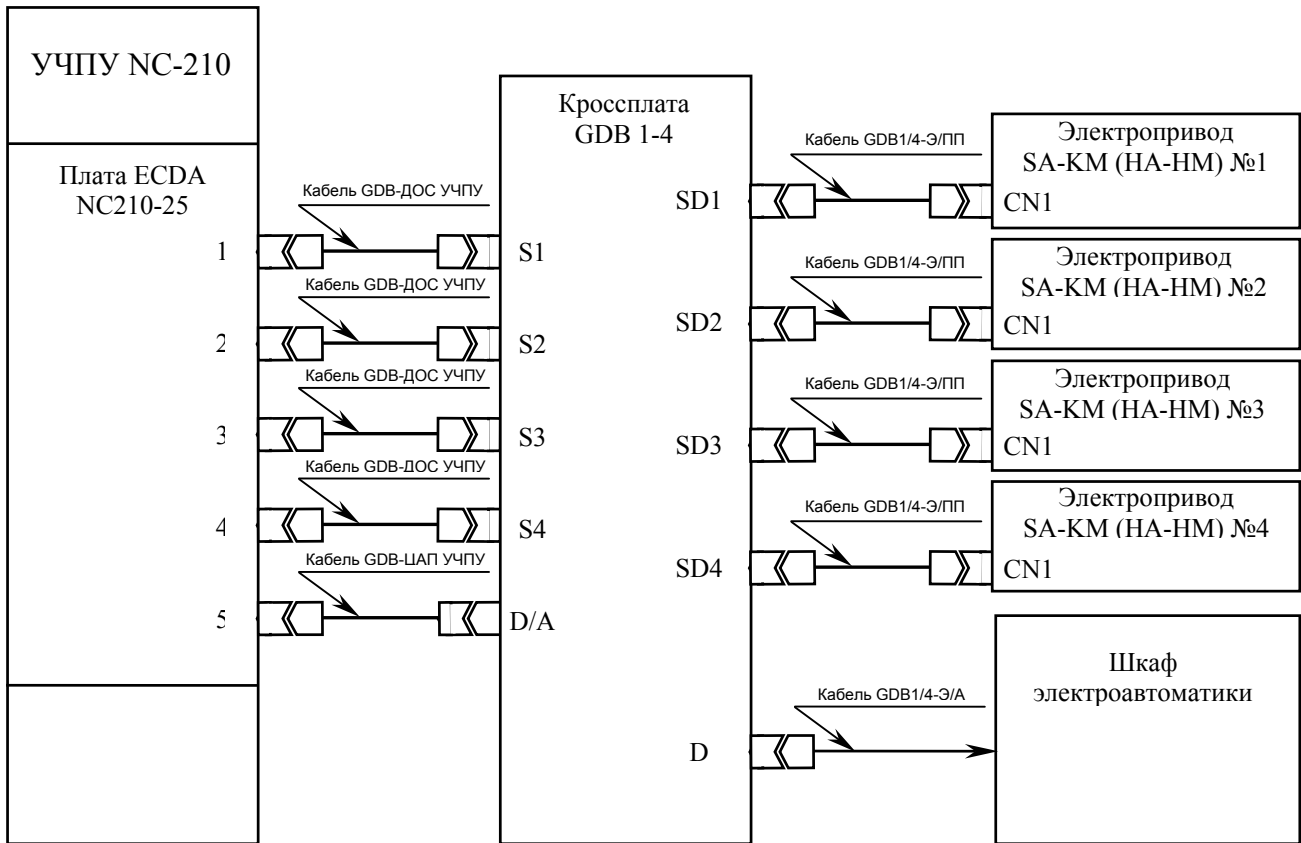 УЧПУ NC-210
Плата ECDA
NC210-25
1
2
3
4
5
Кабель GDB-ДОС УЧПУ
Кабель GDB-ДОС УЧПУ
Кабель GDB-ДОС УЧПУ
Кабель GDB-ДОС УЧПУ
Кабель GDB-ЦАП УЧПУ
Кроссплата
GDB 1-4
S1
S2
S3
S4
D/A
SD1
SD2
SD3
SD4
D
Кабель GDB1/4-Э/ПП
Кабель GDB1/4-Э/ПП
Кабель GDB1/4-Э/ПП
Кабель GDB1/4-Э/ПП
Кабель GDB1/4-Э/А
Электропривод
SA-KM (HA-HM) №1
CN1
Электропривод
SA-KM (HA-HM) №2
CN1
Электропривод
SA-KM (HA-HM) №3
CN1
Электропривод
SA-KM (HA-HM) №4
CN1
Шкаф
электроавтоматики